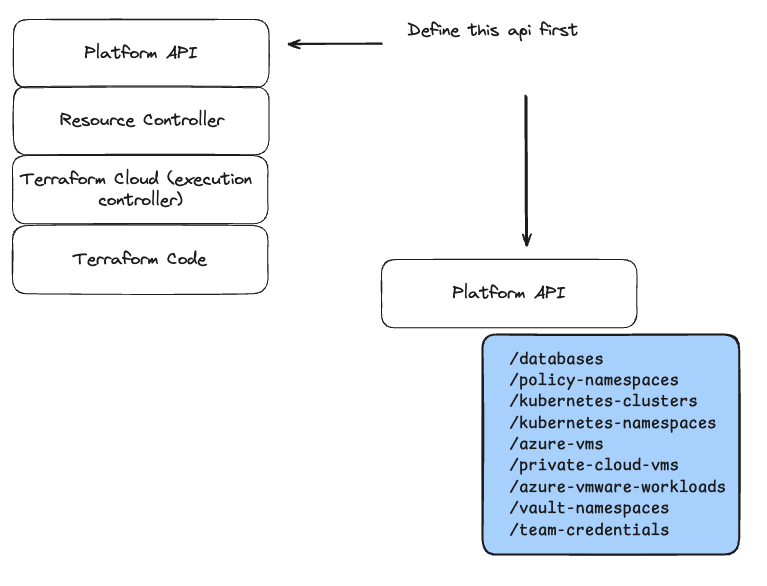 Platform API
Define this api first
Resource Controller
Terraform Cloud (execution
controller)
Terraform Code
Platform API
/databases
/policy-namespaces
/kubernetes-clusters
/kubernetes-namespaces
/azure-vms
/private-cloud-vms
/azure-vmware-workloads
/vault-namespaces
/team-credentials